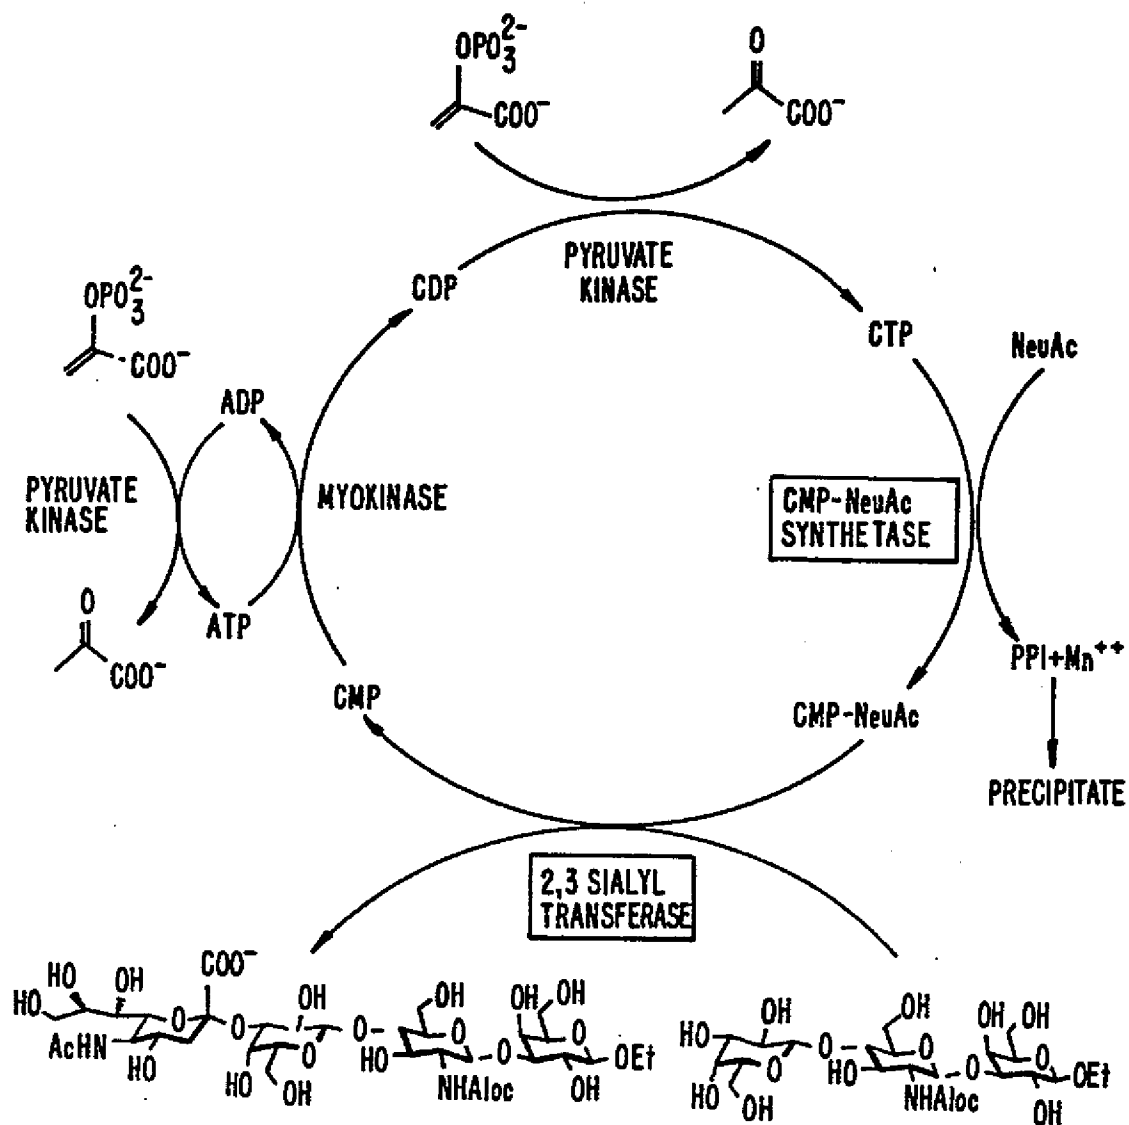 OPO₃²⁻
COO⁻
O
COO⁻
PYRUVATE
KINASE
CDP
CTP
NeuAc
OPO₃²⁻
COO⁻
ADP
PYRUVATE
KINASE
MYOKINASE
CMP-NeuAc
SYNTHETASE
O
COO⁻
ATP
CMP
PPI+Mn⁺⁺
CMP-NeuAc
PRECIPITATE
2,3 SIALYL
TRANSFERASE
COO⁻
HO
OH
HO
O
AcHN
HO
O
OH
O
HO
OH
O
OH
O
HO
NHAloc
O
OH
OH
O
OEt
OH
HO
OH
O
HO
OH
O
OH
O
HO
NHAloc
O
OH
OH
O
OEt
OH